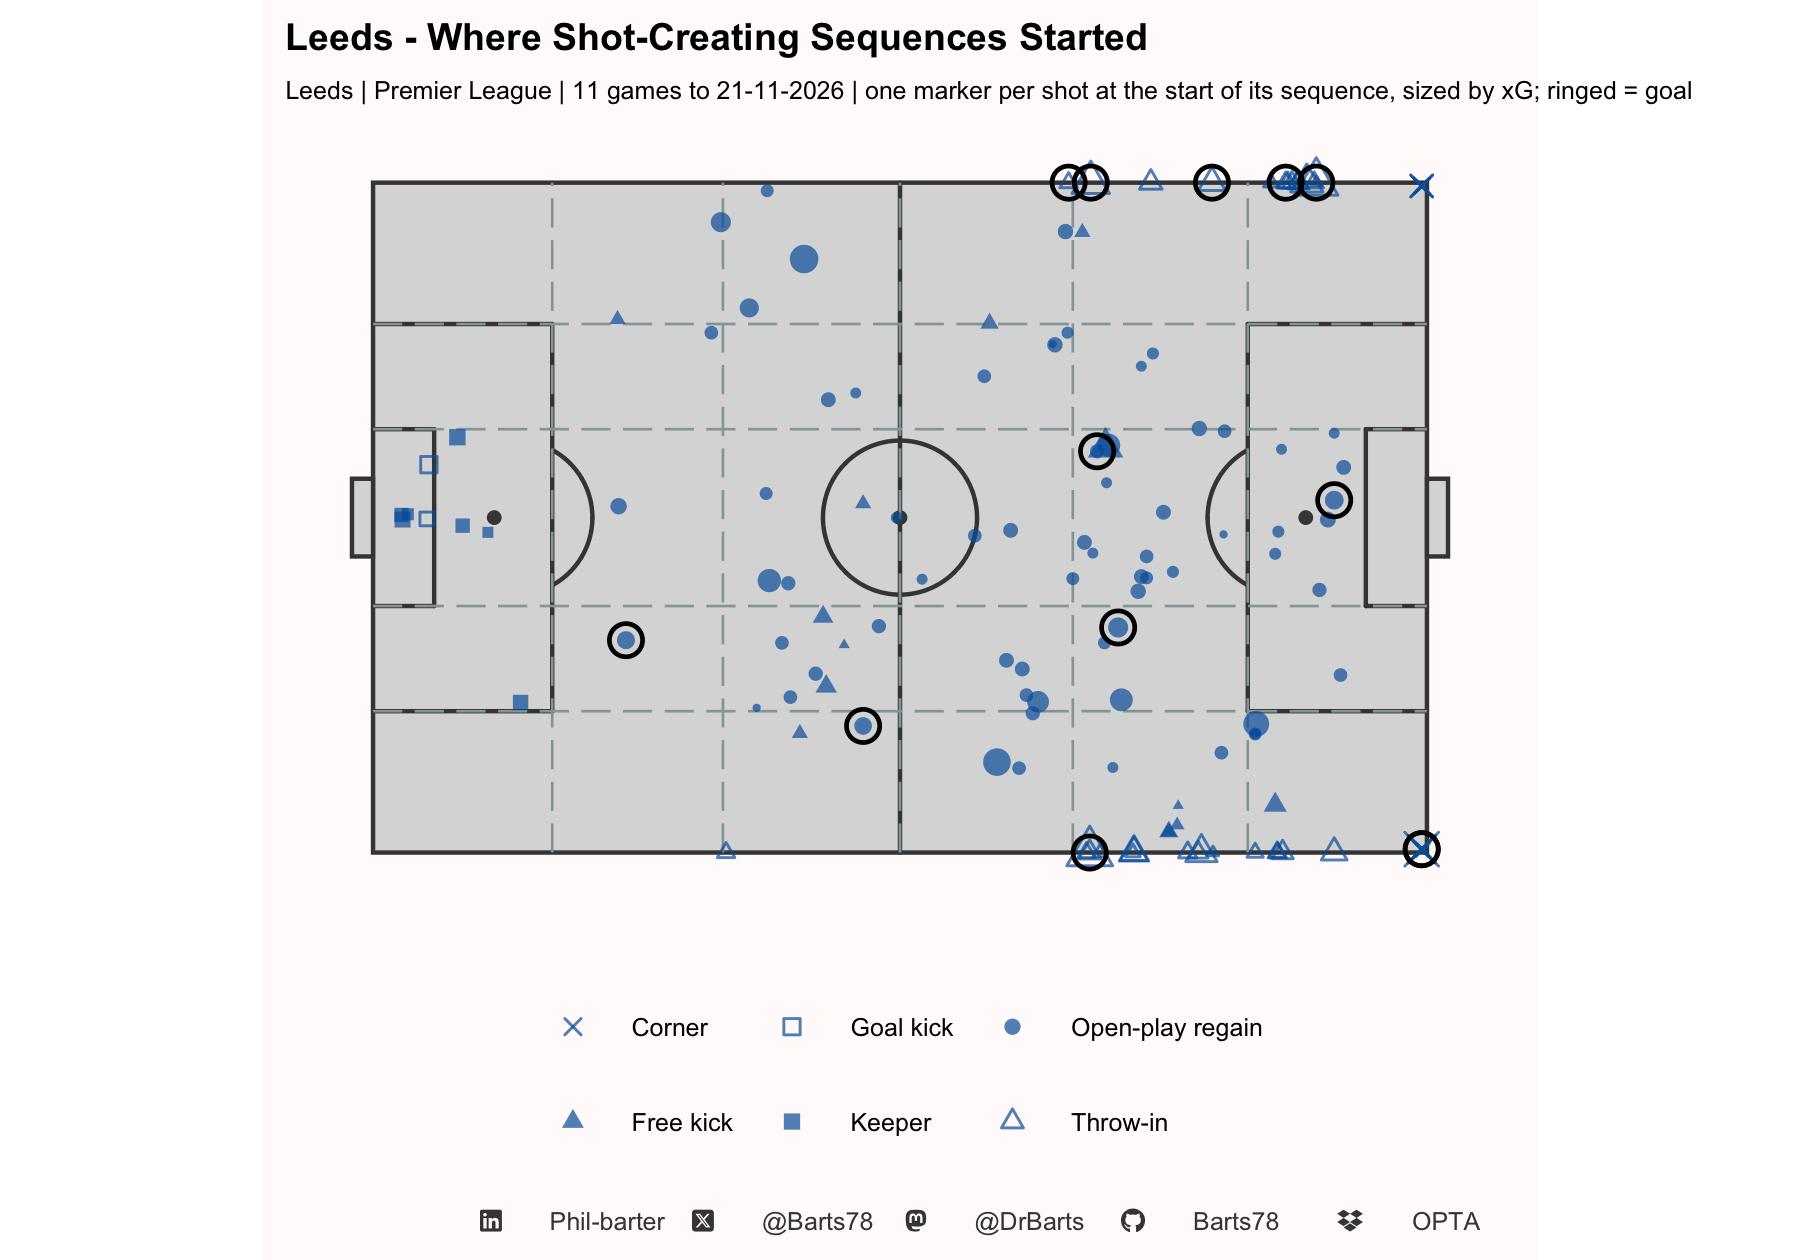 Leeds - Where Shot-Creating Sequences Started
Leeds | Premier League | 11 games to 21-11-2026 | one marker per shot at the start of its sequence, sized by xG; ringed = goal
Corner
Goal kick
Open-play regain
Free kick
Keeper
Throw-in
Phil-barter
@Barts78
@DrBarts
Barts78
OPTA